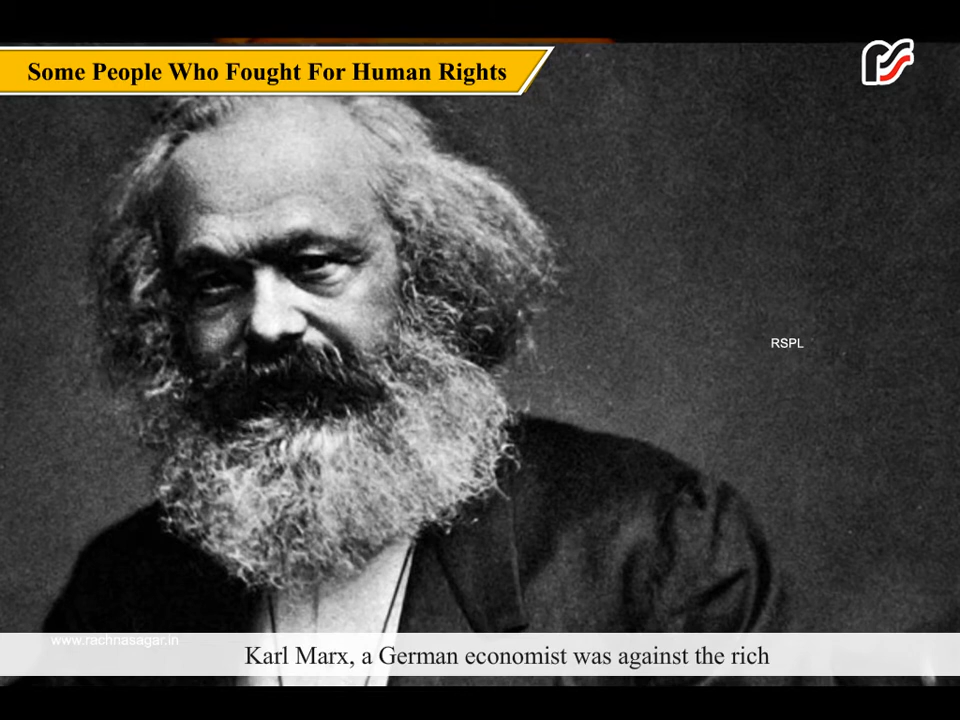 Some People Who Fought For Human Rights
RSPL
www.rachnasagar.in
Karl Marx, a German economist was against the rich